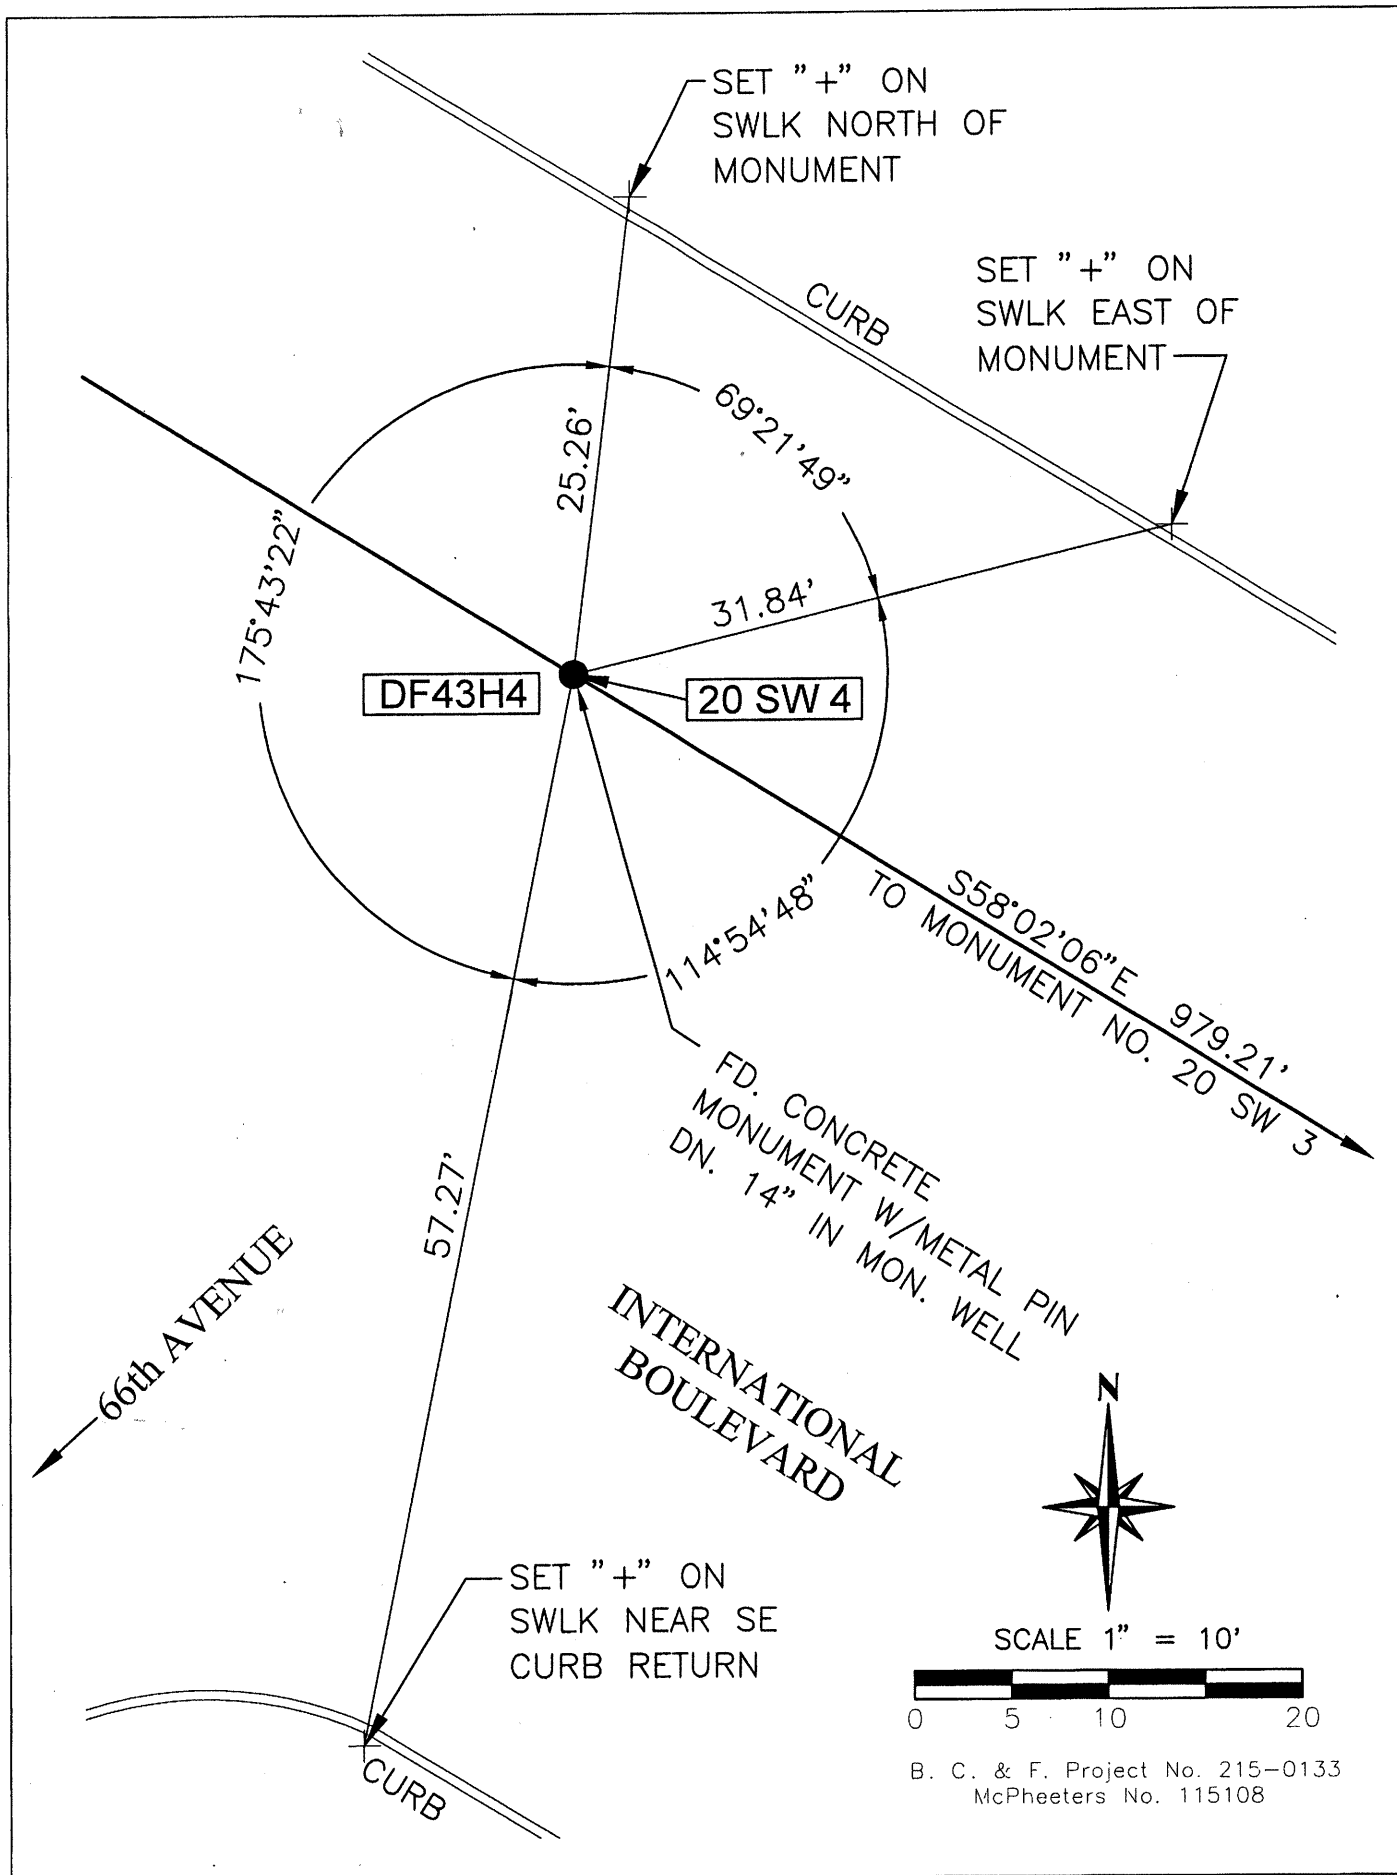 SET "+" ON
SWLK NORTH OF
MONUMENT
SET "+" ON
SWLK EAST OF
MONUMENT
CURB
69°21'49"
25.26'
175°43'22"
31.84'
DF43H4
20 SW 4
114°54'48"
S58°02'06"E 979.21'
TO MONUMENT NO. 20 SW 3
FD. CONCRETE
MONUMENT W/METAL PIN
DN. 14" IN MON. WELL
57.27'
66th AVENUE
INTERNATIONAL
BOULEVARD
N
SET "+" ON
SWLK NEAR SE
CURB RETURN
CURB
SCALE 1" = 10'
0 5 10 20
B. C. & F. Project No. 215-0133
McPheeters No. 115108